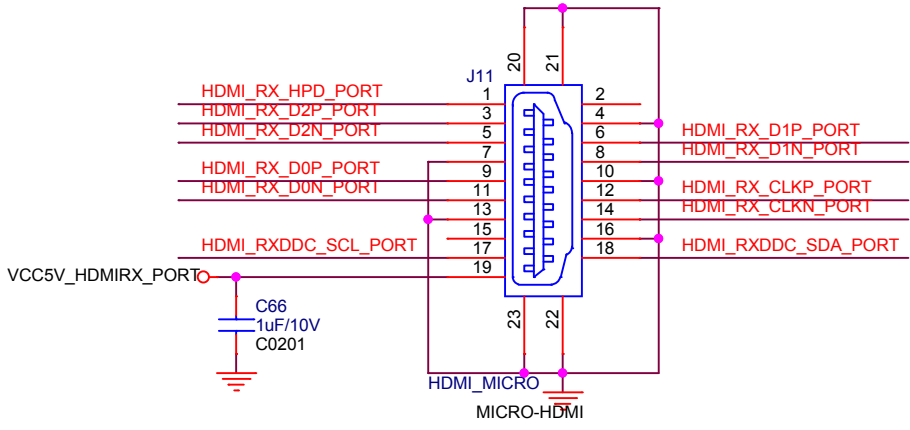 20
21
J11
HDMI_RX_HPD_PORT
1
2
HDMI_RX_D2P_PORT
3
4
HDMI_RX_D2N_PORT
5
6
HDMI_RX_D1P_PORT
7
8
HDMI_RX_D1N_PORT
HDMI_RX_D0P_PORT
9
10
HDMI_RX_D0N_PORT
11
12
HDMI_RX_CLKP_PORT
13
14
HDMI_RX_CLKN_PORT
15
16
HDMI_RXDDC_SCL_PORT
17
18
HDMI_RXDDC_SDA_PORT
VCC5V_HDMIRX_PORT
19
C66
1uF/10V
C0201
23
22
HDMI_MICRO
MICRO-HDMI